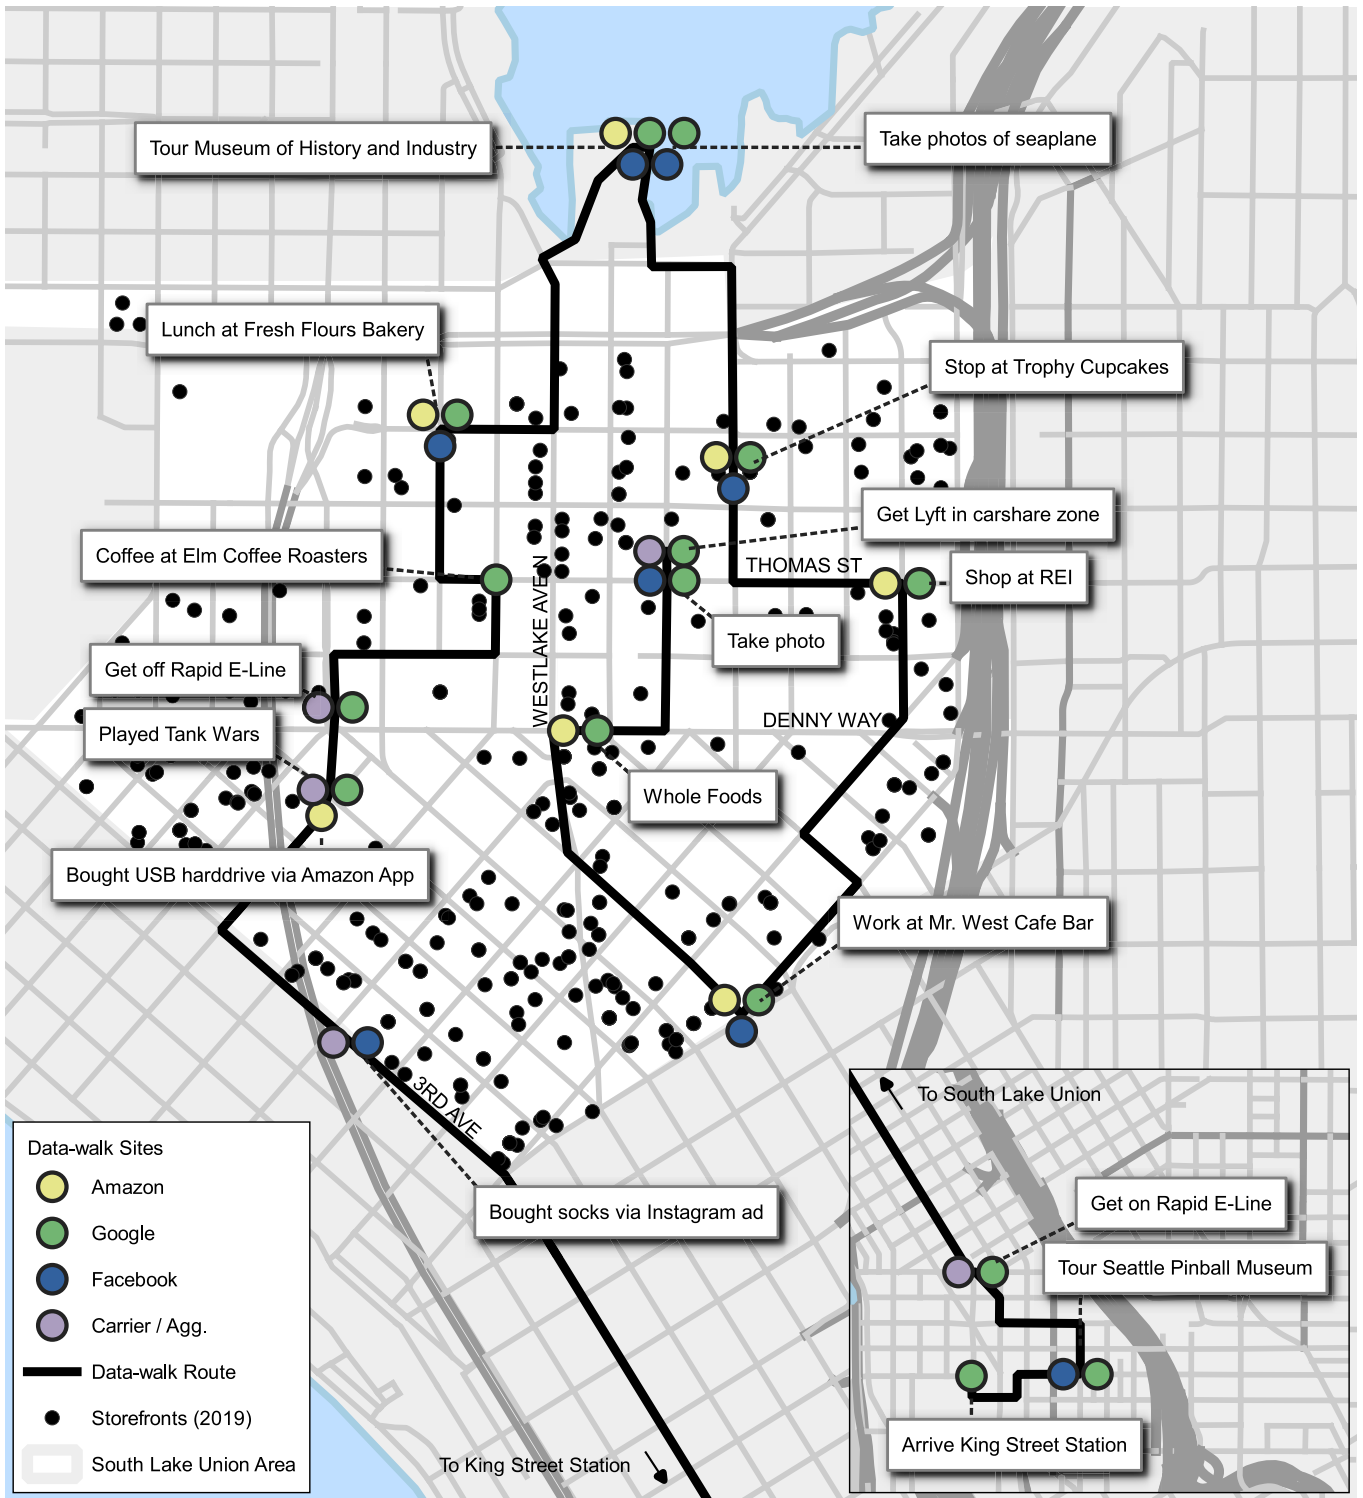 Tour Museum of History and Industry
Take photos of seaplane
Lunch at Fresh Flours Bakery
Stop at Trophy Cupcakes
Get Lyft in carshare zone
Coffee at Elm Coffee Roasters
THOMAS ST
Shop at REI
WESTLAKE AVE N
Take photo
Get off Rapid E-Line
DENNY WAY
Played Tank Wars
Whole Foods
Bought USB harddrive via Amazon App
Work at Mr. West Cafe Bar
3RD AVE
Bought socks via Instagram ad
To King Street Station
Data-walk Sites
Amazon
Google
Facebook
Carrier / Agg.
Data-walk Route
Storefronts (2019)
South Lake Union Area
To South Lake Union
Get on Rapid E-Line
Tour Seattle Pinball Museum
Arrive King Street Station